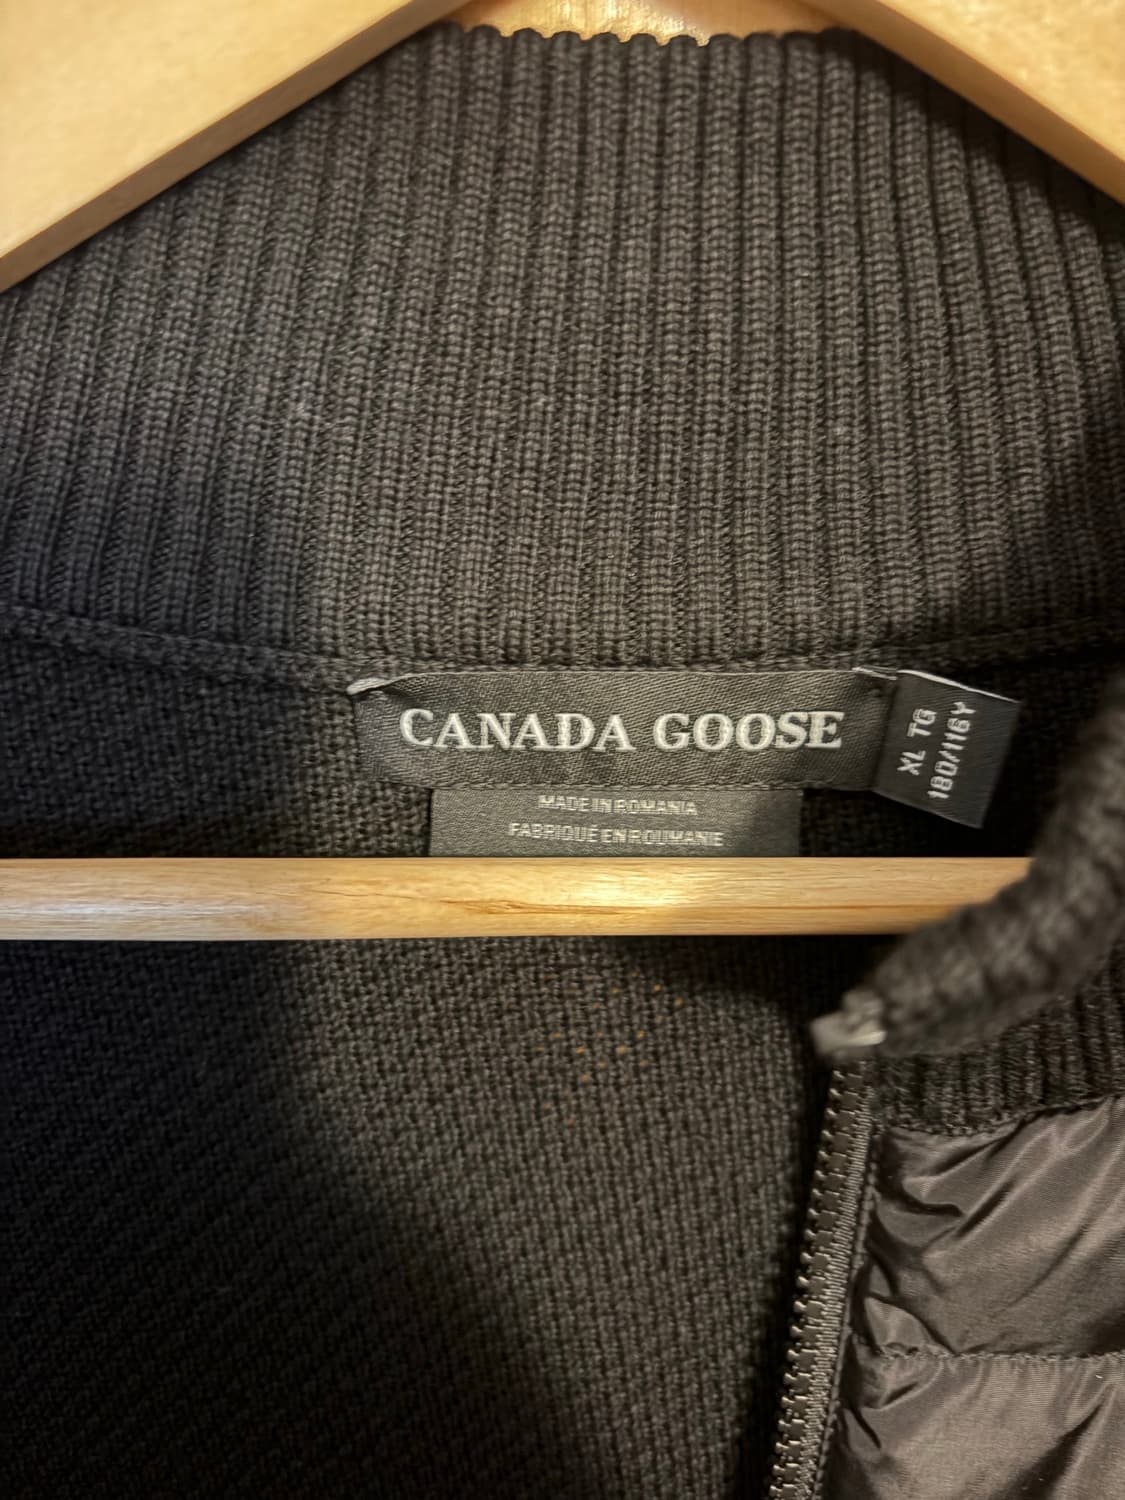 CANADA GOOSE
XL TG
180/116Y
MADE IN ROMANIA
FABRIQUÉ EN ROUMANIE